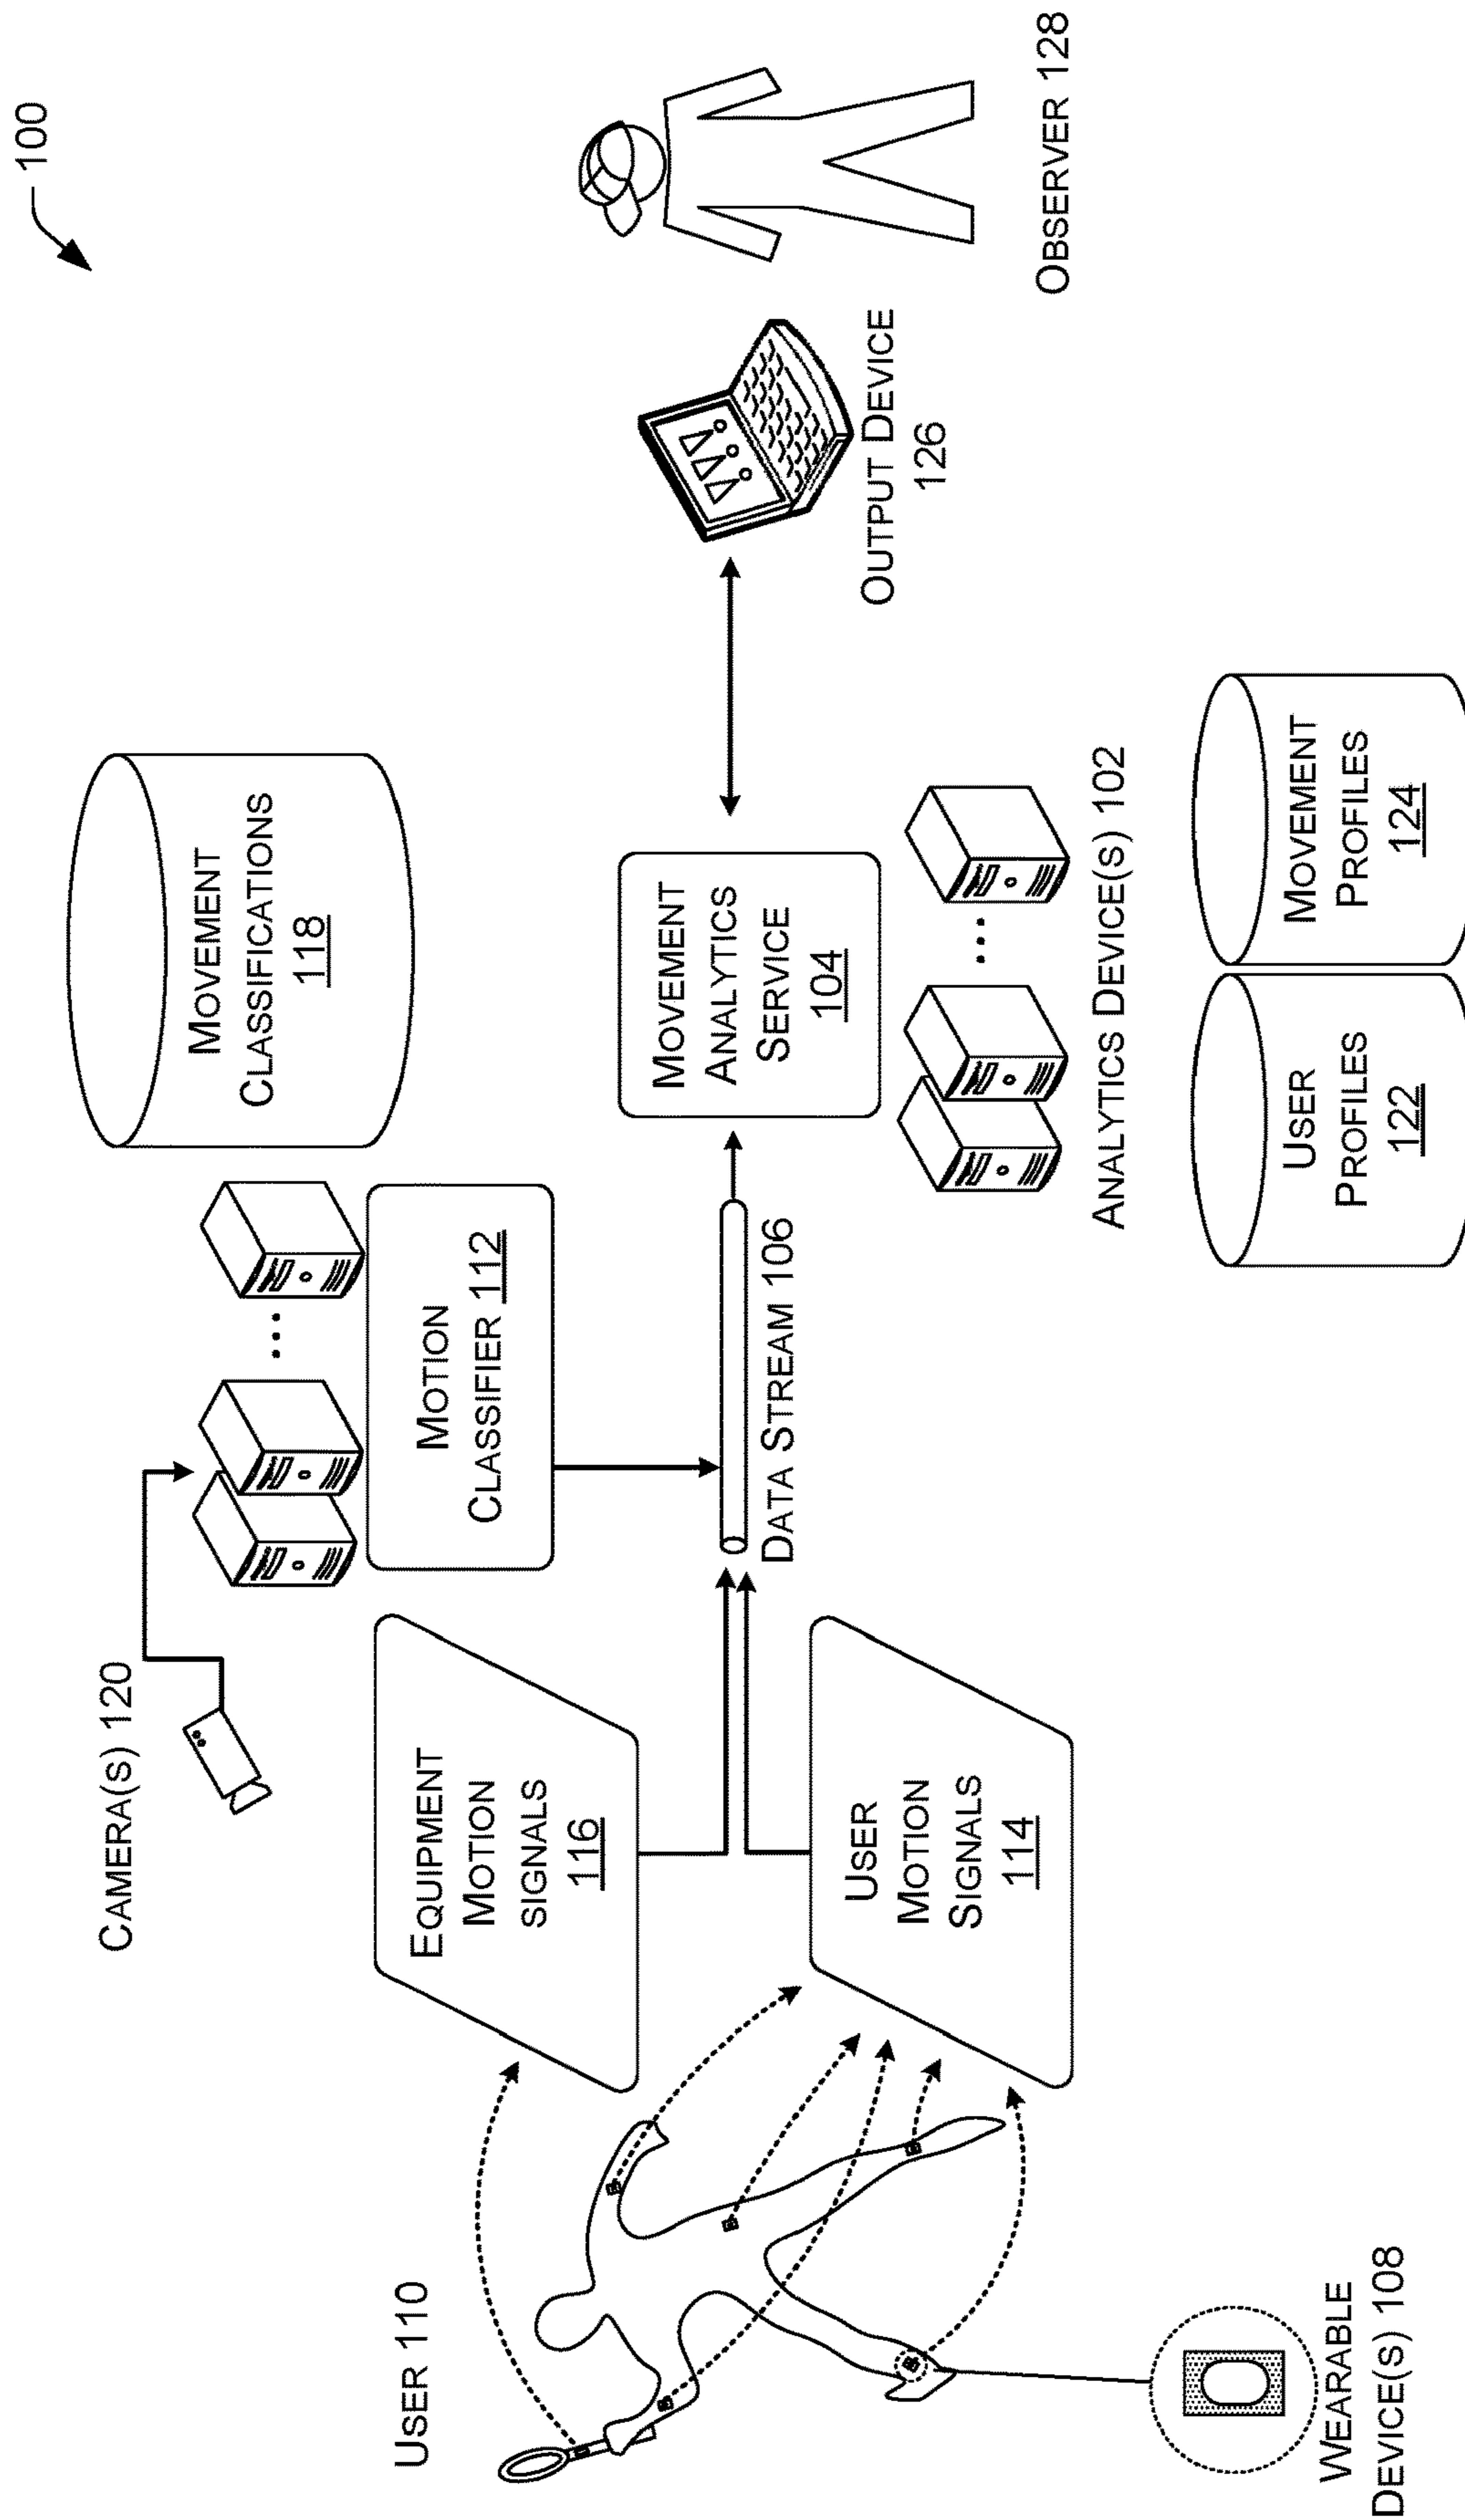 100
CAMERA(S) 120
MOVEMENT
CLASSIFICATIONS
118
MOTION
CLASSIFIER 112
USER 110
EQUIPMENT
MOTION
SIGNALS
116
DATA STREAM 106
MOVEMENT
ANALYTICS
SERVICE
104
OUTPUT DEVICE
126
OBSERVER 128
USER
MOTION
SIGNALS
114
ANALYTICS DEVICE(S) 102
WEARABLE
DEVICE(S) 108
USER
PROFILES
122
MOVEMENT
PROFILES
124